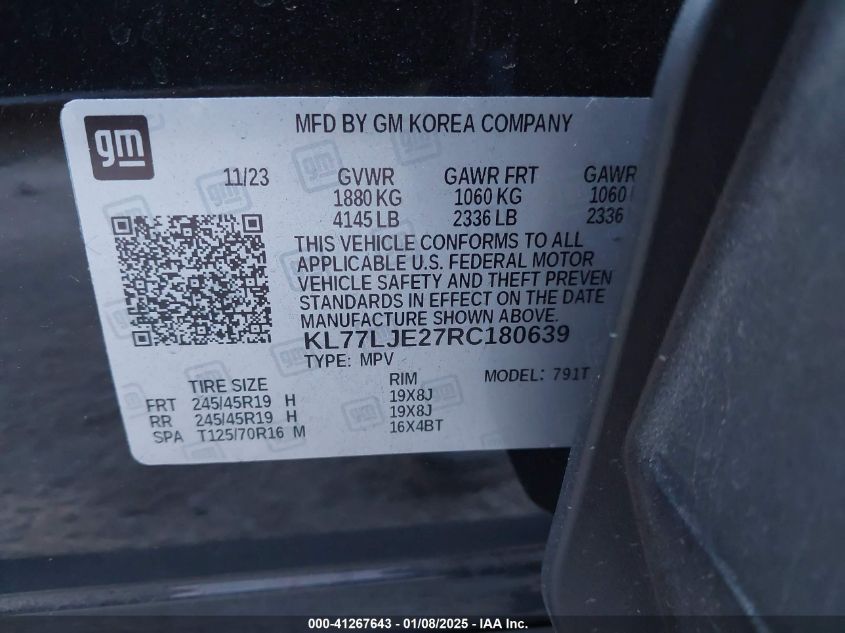 gm
MFD BY GM KOREA COMPANY
11/23 GVWR GAWR FRT GAWR
1880 KG 1060 KG 1060
4145 LB 2336 LB 2336
THIS VEHICLE CONFORMS TO ALL
APPLICABLE U.S. FEDERAL MOTOR
VEHICLE SAFETY AND THEFT PREVEN
STANDARDS IN EFFECT ON THE DATE
MANUFACTURE SHOWN ABOVE.
KL77LJE27RC180639
TYPE: MPV MODEL: 791T
TIRE SIZE RIM
FRT 245/45R19 H 19X8J
RR 245/45R19 H 19X8J
SPA T125/70R16 M 16X4BT
000-41267643 - 01/08/2025 - IAA Inc.